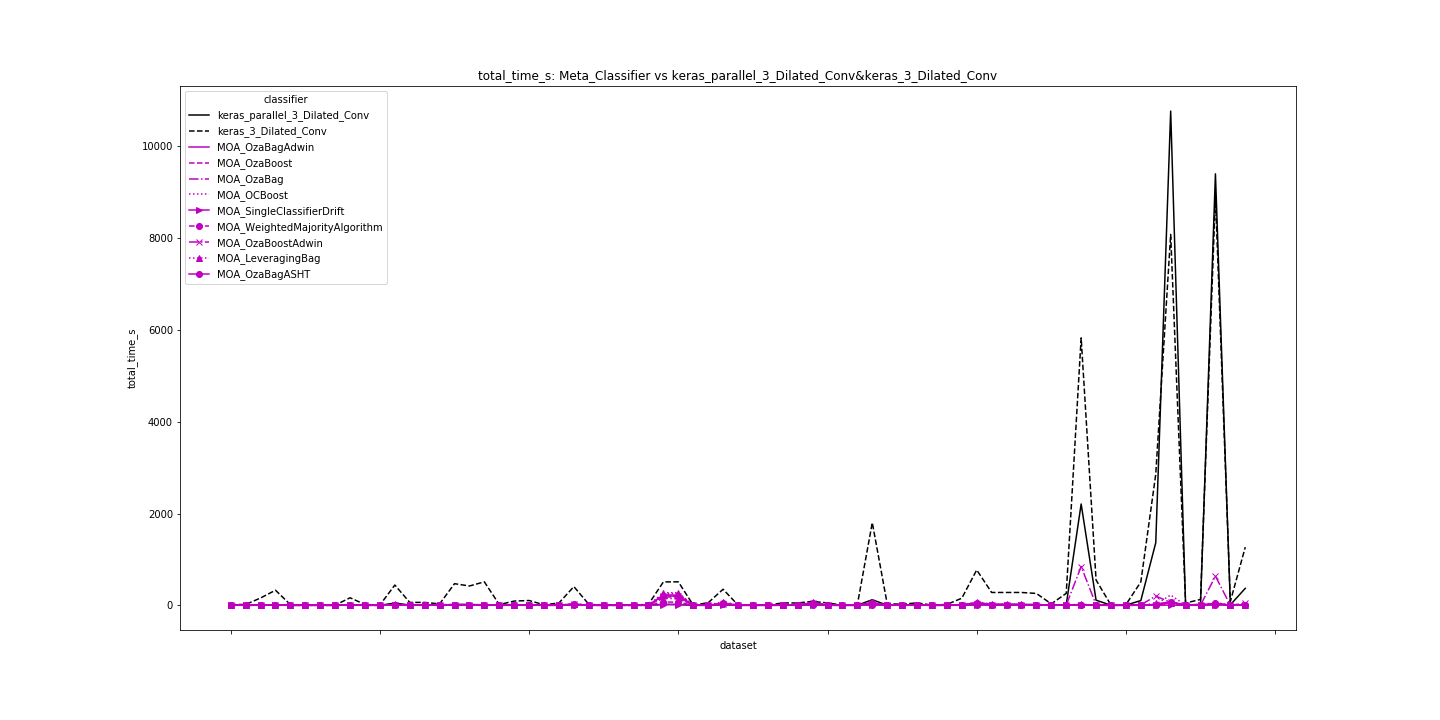 total_time_s: Meta_Classifier vs keras_parallel_3_Dilated_Conv&keras_3_Dilated_Conv
classifier
keras_parallel_3_Dilated_Conv
keras_3_Dilated_Conv
MOA_OzaBagAdwin
MOA_OzaBoost
MOA_OzaBag
MOA_OCBoost
MOA_SingleClassifierDrift
MOA_WeightedMajorityAlgorithm
MOA_OzaBoostAdwin
MOA_LeveragingBag
MOA_OzaBagASHT
10000
8000
6000
4000
2000
0
total_time_s
dataset